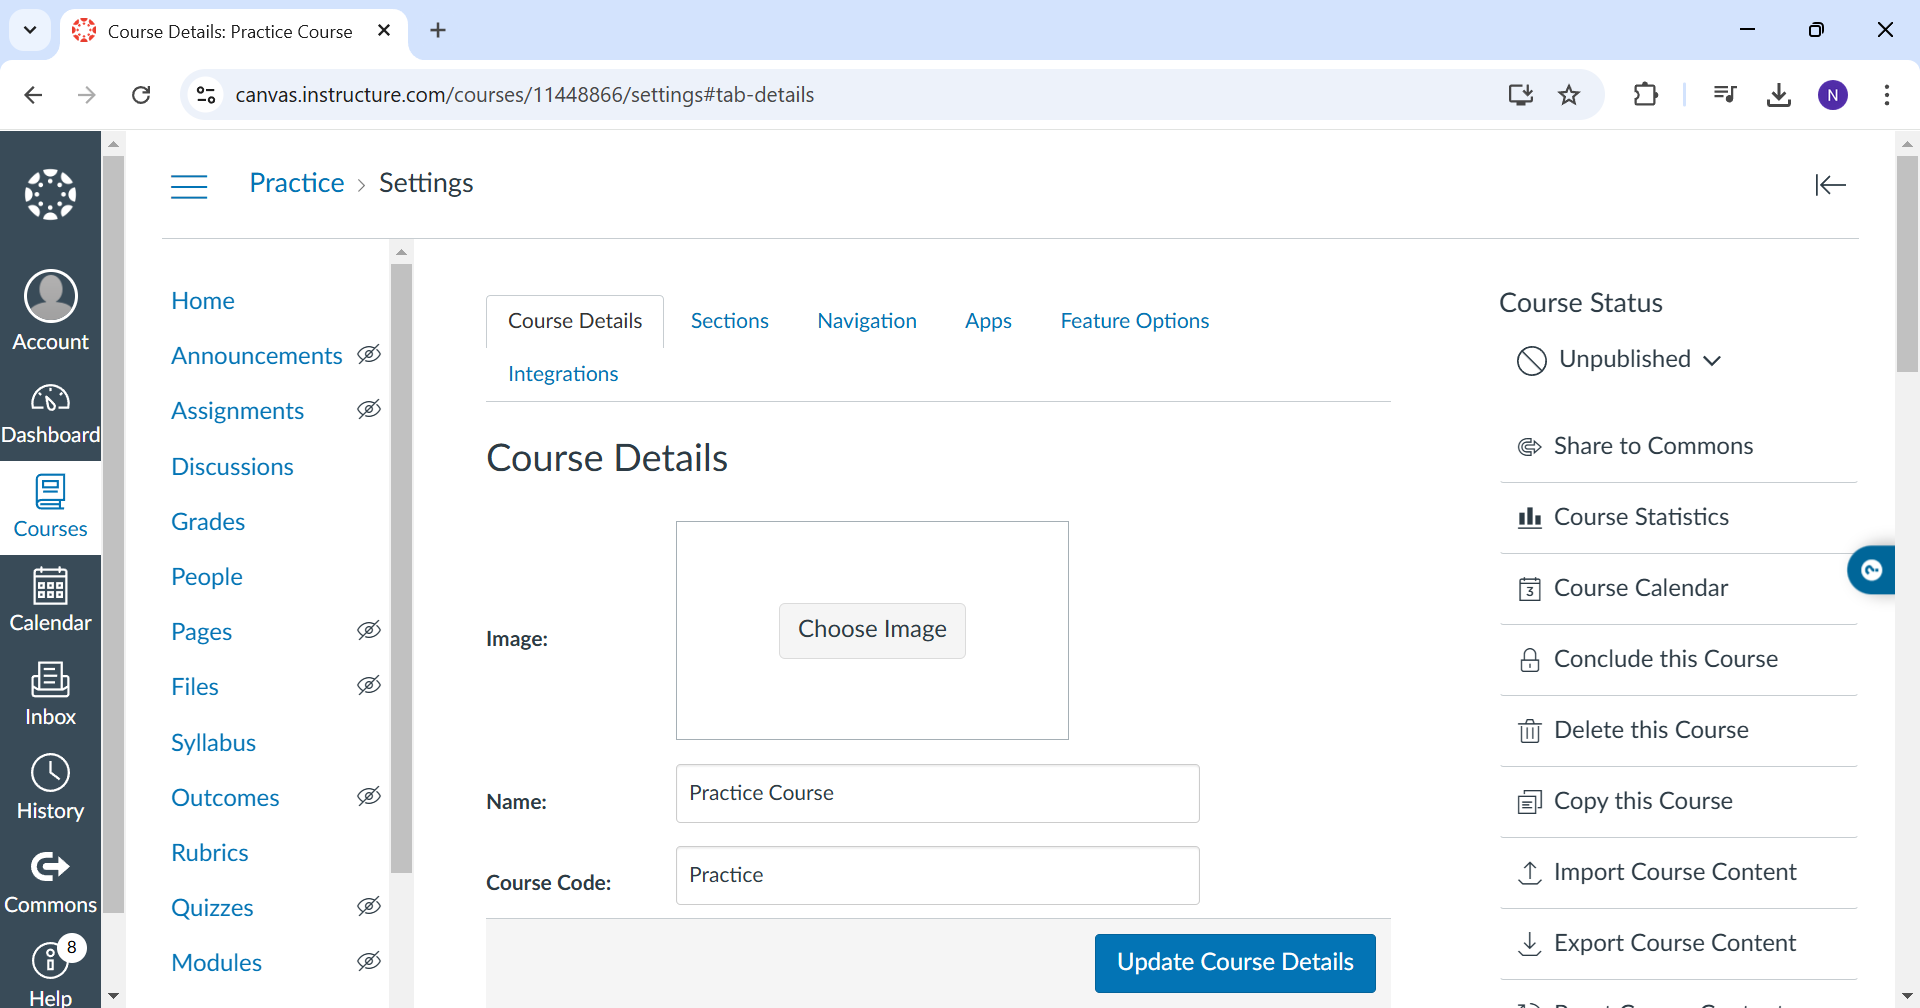 Course Details: Practice Course
canvas.instructure.com/courses/11448866/settings#tab-details
N
Practice › Settings
Account
Dashboard
Courses
Calendar
Inbox
History
Commons
8
Help
Home
Announcements
Assignments
Discussions
Grades
People
Pages
Files
Syllabus
Outcomes
Rubrics
Quizzes
Modules
Course Details Sections Navigation Apps Feature Options
Integrations
Course Details
Image:
Choose Image
Name:
Practice Course
Course Code:
Practice
Update Course Details
Course Status
Unpublished
Share to Commons
Course Statistics
3 Course Calendar
Conclude this Course
Delete this Course
Copy this Course
Import Course Content
Export Course Content